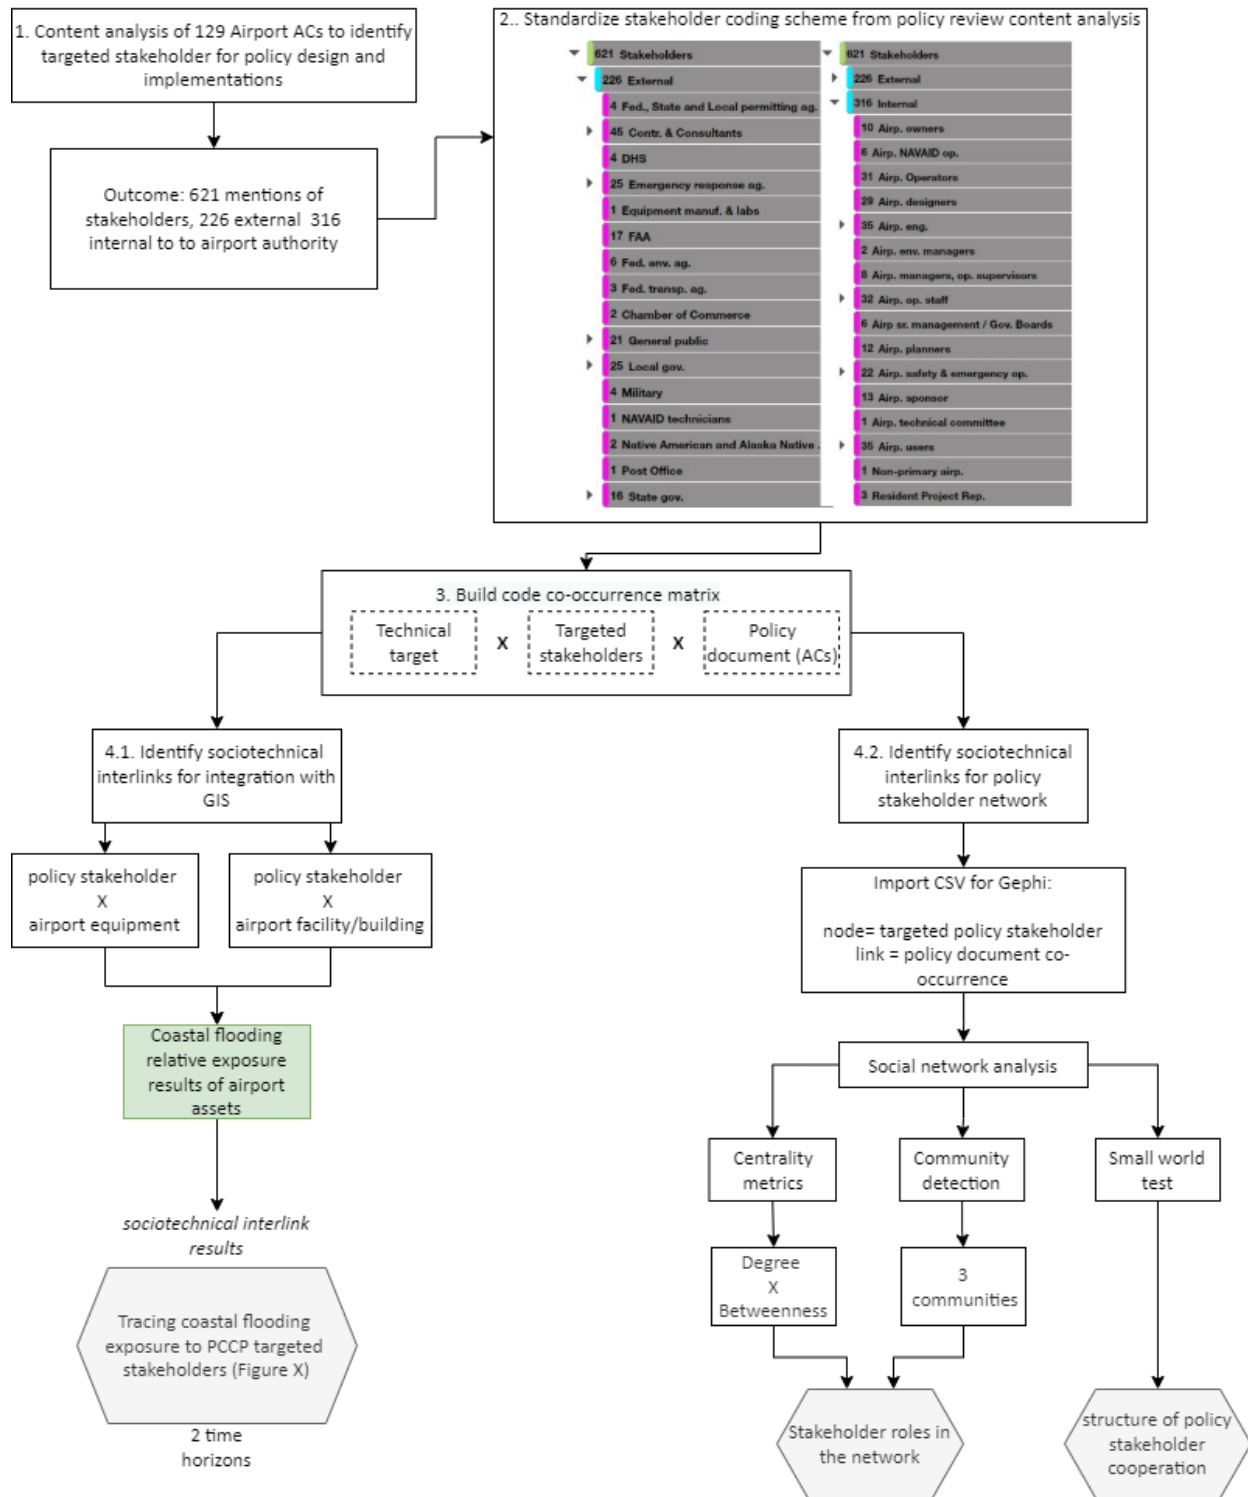 1. Content analysis of 129 Airport ACs to identify
targeted stakeholder for policy design and
implementations
Outcome: 621 mentions of
stakeholders, 226 external 316
internal to to airport authority
2.. Standardize stakeholder coding scheme from policy review content analysis
621 Stakeholders
226 External
4 Fed., State and Local permitting ag.
45 Contr. & Consultants
4 DHS
25 Emergency response ag.
1 Equipment manuf. & labs
17 FAA
6 Fed. env. ag.
3 Fed. transp. ag.
2 Chamber of Commerce
21 General public
25 Local gov.
4 Military
1 NAVAID technicians
2 Native American and Alaska Native .
1 Post Office
16 State gov.
621 Stakeholders
226 External
316 Internal
10 Airp. owners
6 Airp. NAVAID op.
31 Airp. Operators
29 Airp. designers
35 Airp. eng.
2 Airp. env. managers
8 Airp. managers, op. supervisors
32 Airp. op. staff
6 Airp sr. management / Gov. Boards
12 Airp. planners
22 Airp. safety & emergency op.
13 Airp. sponsor
1 Airp. technical committee
35 Airp. users
1 Non-primary airp.
3 Resident Project Rep.
3. Build code co-occurrence matrix
Technical
target
X
Targeted
stakeholders
X
Policy
document (ACs)
4.1. Identify sociotechnical
interlinks for integration with
GIS
policy stakeholder
X
airport equipment
policy stakeholder
X
airport facility/building
Coastal flooding
relative exposure
results of airport
assets
sociotechnical interlink
results
Tracing coastal flooding
exposure to PCCP targeted
stakeholders (Figure X)
2 time
horizons
4.2. Identify sociotechnical
interlinks for policy
stakeholder network
Import CSV for Gephi:
node= targeted policy stakeholder
link = policy document co-
occurrence
Social network analysis
Centrality
metrics
Community
detection
Small world
test
Degree
X
Betweenness
3
communities
Stakeholder roles in
the network
structure of policy
stakeholder
cooperation